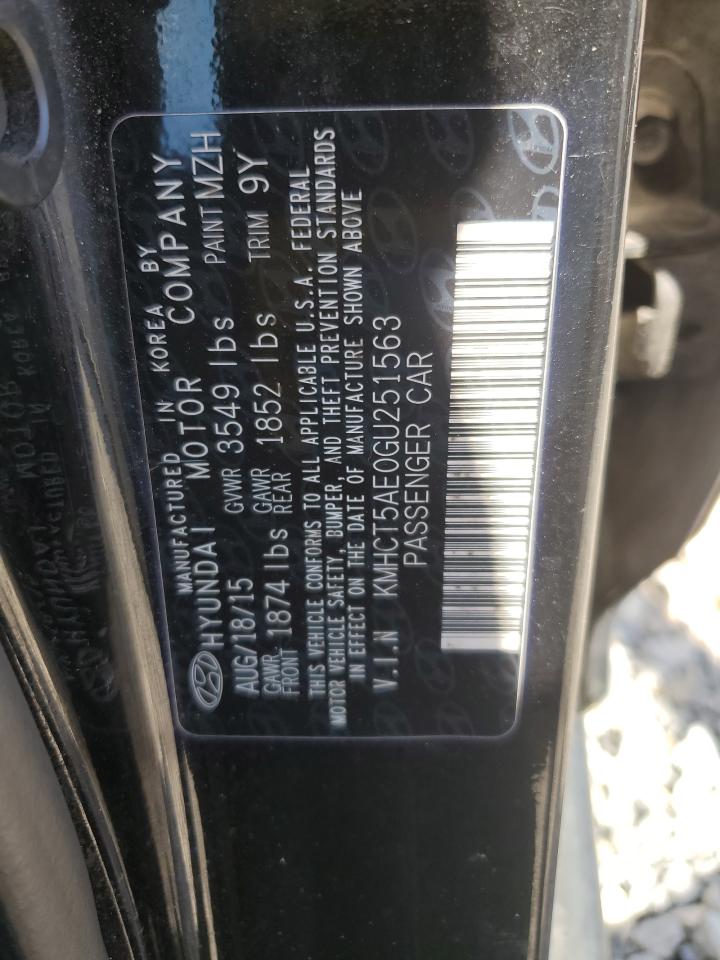 MANUFACTURED IN KOREA BY
HYUNDAI MOTOR COMPANY
AUG/18/15 GVWR 3549 lbs PAINT MZH
GAWR FRONT 1874 lbs GAWR REAR 1852 lbs TRIM 9Y
THIS VEHICLE CONFORMS TO ALL APPLICABLE U.S.A. FEDERAL
MOTOR VEHICLE SAFETY, BUMPER, AND THEFT PREVENTION STANDARDS
IN EFFECT ON THE DATE OF MANUFACTURE SHOWN ABOVE
V.I.N KMHCT5AE0GU251563
PASSENGER CAR